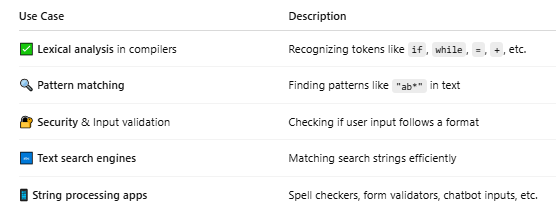 Use Case Description
✅ Lexical analysis in compilers Recognizing tokens like if, while, =, +, etc.
🔍 Pattern matching Finding patterns like "ab*" in text
🔐 Security & Input validation Checking if user input follows a format
Text search engines Matching search strings efficiently
📱 String processing apps Spell checkers, form validators, chatbot inputs, etc.